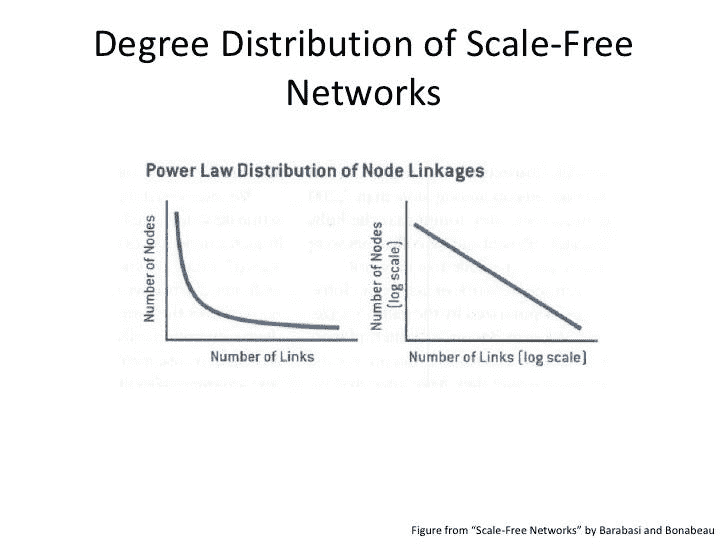 Degree Distribution of Scale-Free
Networks
Power Law Distribution of Node Linkages
Number of Nodes
Number of Links
Number of Nodes
(log scale)
Number of Links (log scale)
Figure from “Scale-Free Networks” by Barabasi and Bonabeau